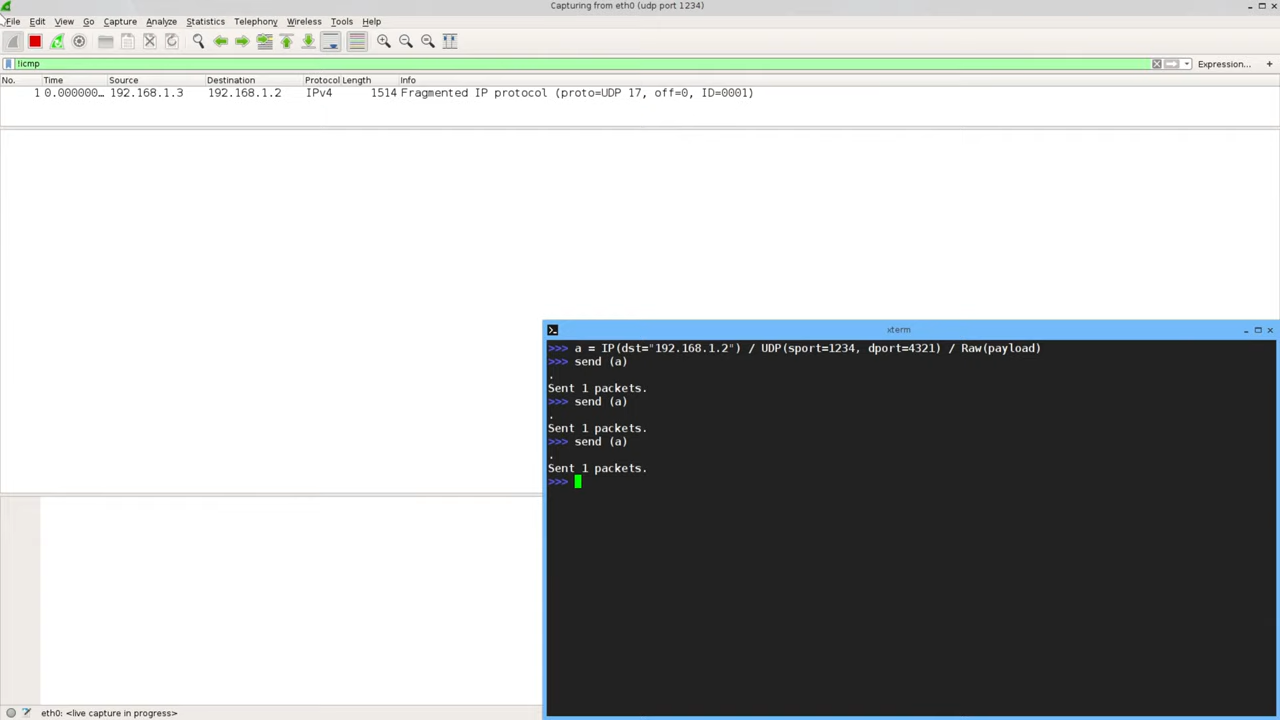 Capturing from eth0 (udp port 1234)
File Edit View Go Capture Analyze Statistics Telephony Wireless Tools Help
!icmp Expression... +
No. Time Source Destination Protocol Length Info
1 0.000000… 192.168.1.3 192.168.1.2 IPv4 1514 Fragmented IP protocol (proto=UDP 17, off=0, ID=0001)
xterm
>>> a = IP(dst="192.168.1.2") / UDP(sport=1234, dport=4321) / Raw(payload)
>>> send (a)
.
Sent 1 packets.
>>> send (a)
.
Sent 1 packets.
>>> send (a)
.
Sent 1 packets.
>>>
eth0: <live capture in progress>